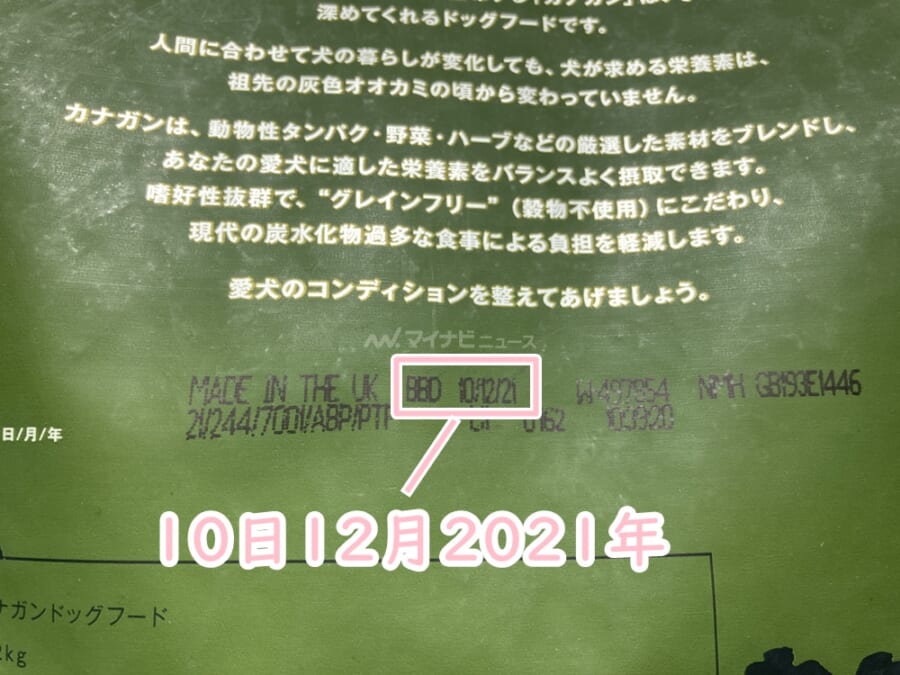 深めてくれるドッグフードです。
人間に合わせて犬の暮らしが変化しても、犬が求める栄養素は、
祖先の灰色オオカミの頃から変わっていません。
カナガンは、動物性タンパク・野菜・ハーブなどの厳選した素材をブレンドし、
あなたの愛犬に適した栄養素をバランスよく摂取できます。
嗜好性抜群で、“グレインフリー”（穀物不使用）にこだわり、
現代の炭水化物過多な食事による負担を軽減します。
愛犬のコンディションを整えてあげましょう。
マイナビニュース
MADE IN THE UK BBD 10/12/21 W-497854 NMH GB193E1446
21/244/7001/ABP/PTF 0162
日/月/年
10日12月2021年
ナガンドッグフード
2kg